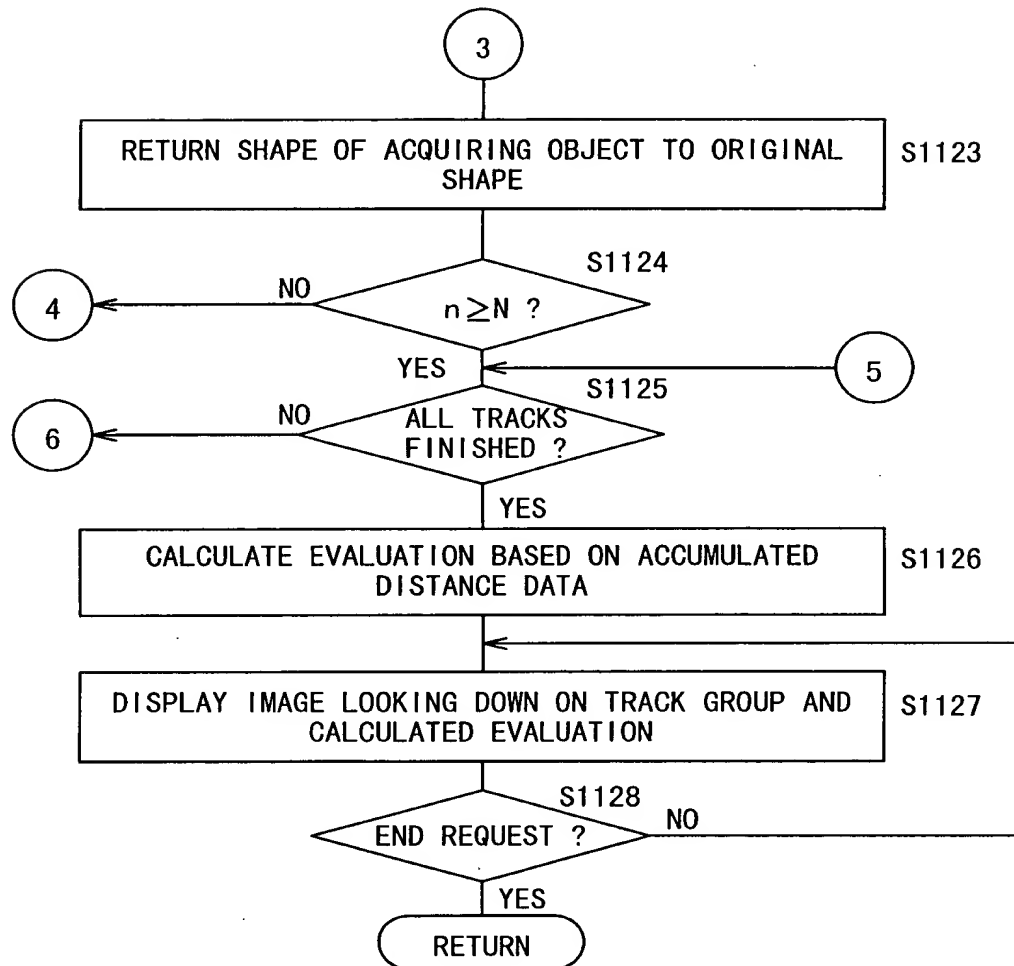 3
RETURN SHAPE OF ACQUIRING OBJECT TO ORIGINAL
SHAPE
S1123
S1124
4
NO
n≧N ?
YES
5
S1125
6
NO
ALL TRACKS
FINISHED ?
YES
CALCULATE EVALUATION BASED ON ACCUMULATED
DISTANCE DATA
S1126
DISPLAY IMAGE LOOKING DOWN ON TRACK GROUP AND
CALCULATED EVALUATION
S1127
S1128
END REQUEST ?
NO
YES
RETURN